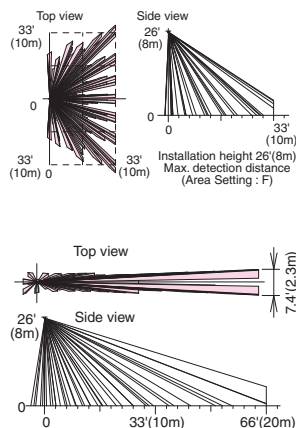 Top view
33'
(10m)
0
33'
(10m)
0
33'
(10m)
Side view
26'
(8m)
0
0
33'
(10m)
Installation height 26'(8m)
Max. detection distance
(Area Setting : F)
Top view
7.4'(2.3m)
Side view
26'
(8m)
0
0
33'(10m)
66'(20m)